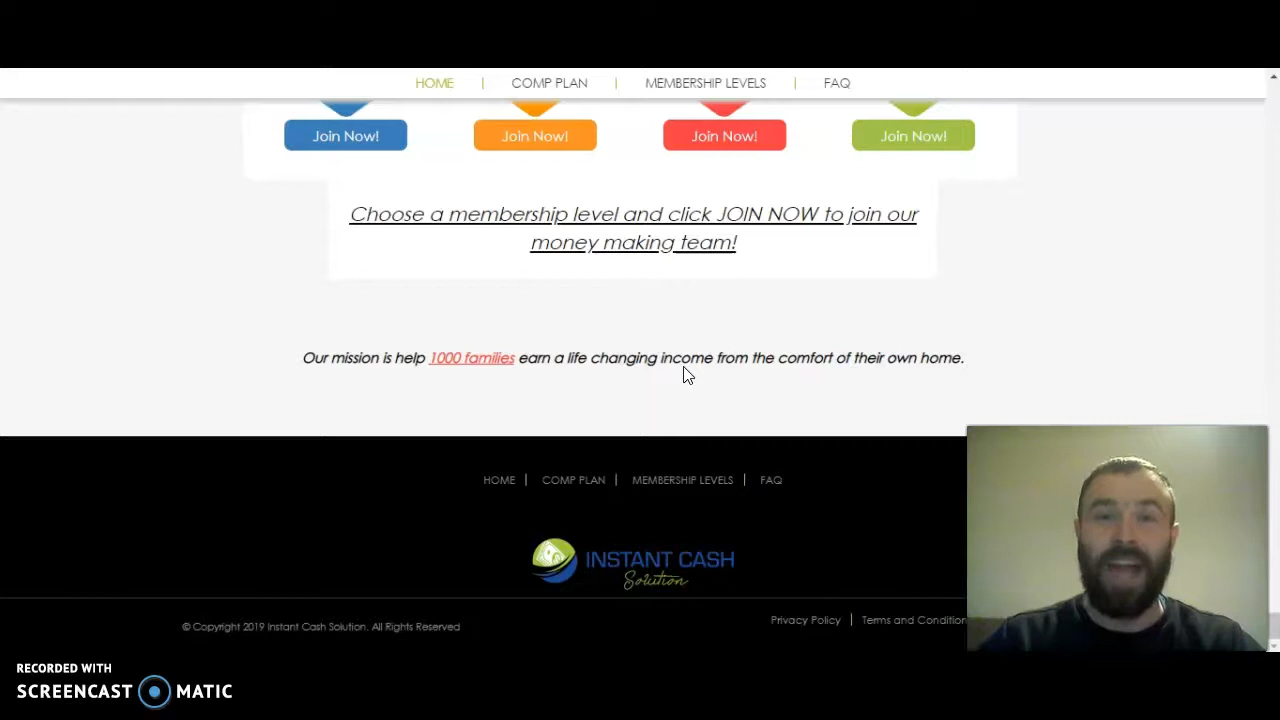 HOME | COMP PLAN | MEMBERSHIP LEVELS | FAQ
Join Now! Join Now! Join Now! Join Now!
Choose a membership level and click JOIN NOW to join our
money making team!
Our mission is help 1000 families earn a life changing income from the comfort of their own home.
HOME | COMP PLAN | MEMBERSHIP LEVELS | FAQ
INSTANT CASH
Solution
© Copyright 2019 Instant Cash Solution. All Rights Reserved
Privacy Policy | Terms and Condition
RECORDED WITH
SCREENCAST MATIC